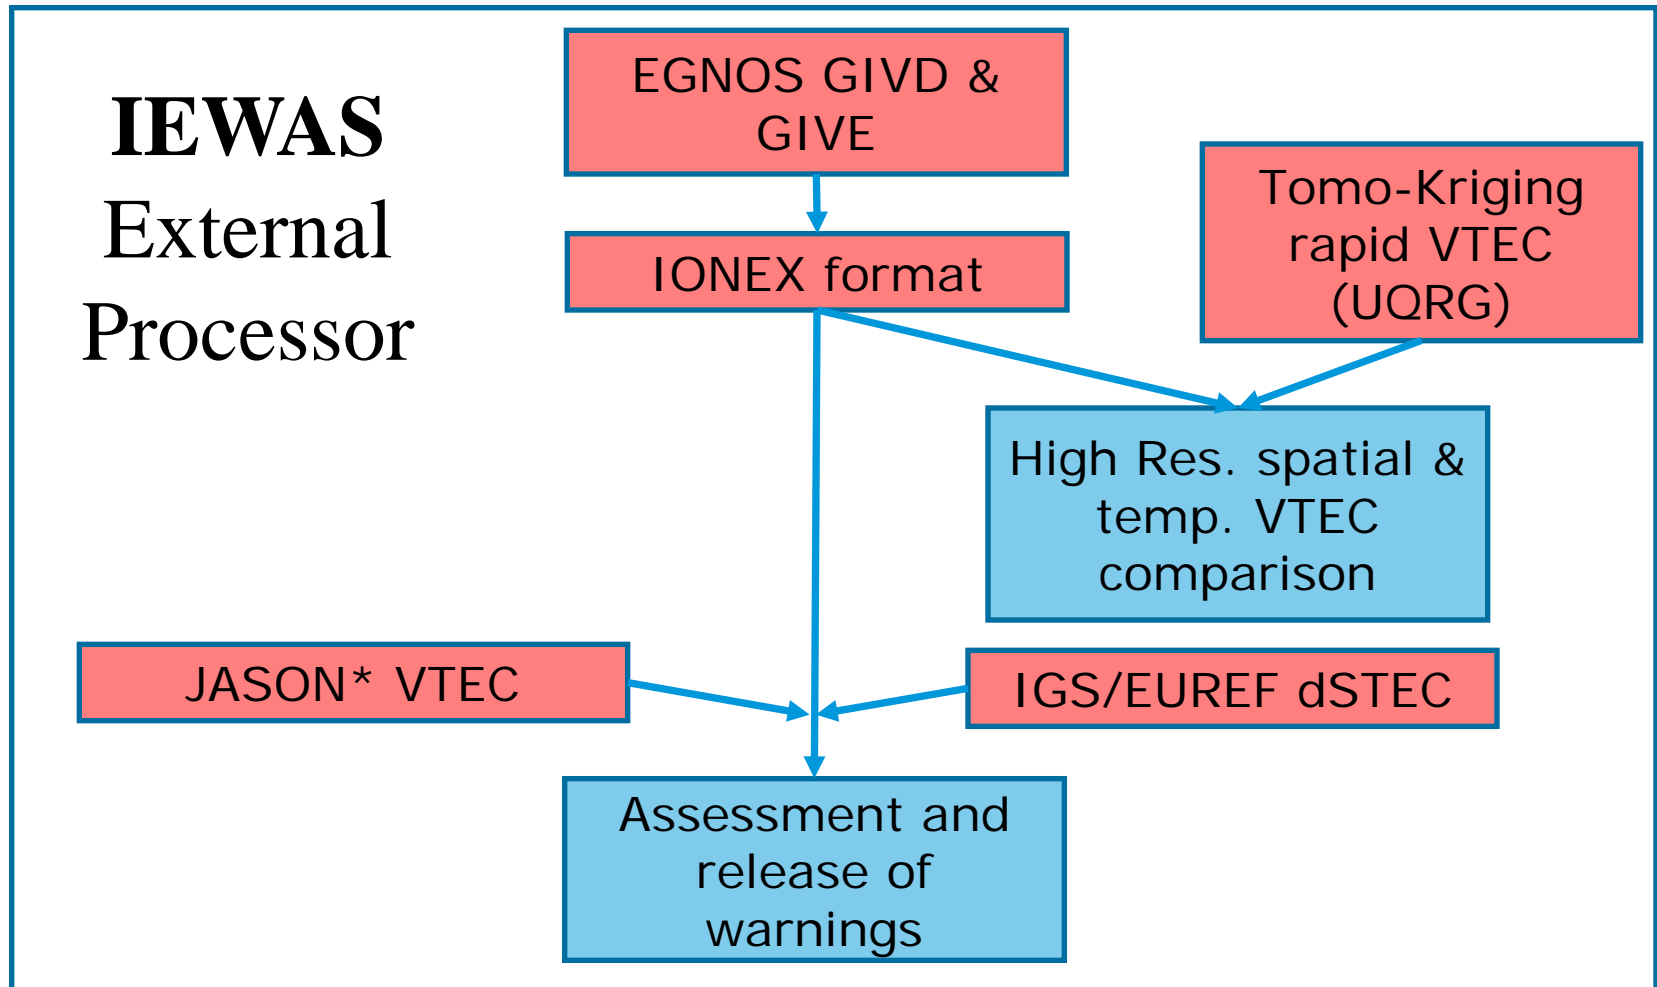 IEWAS
External
Processor
EGNOS GIVD &
GIVE
IONEX format
Tomo-Kriging
rapid VTEC
(UQRG)
High Res. spatial &
temp. VTEC
comparison
JASON* VTEC
IGS/EUREF dSTEC
Assessment and
release of
warnings